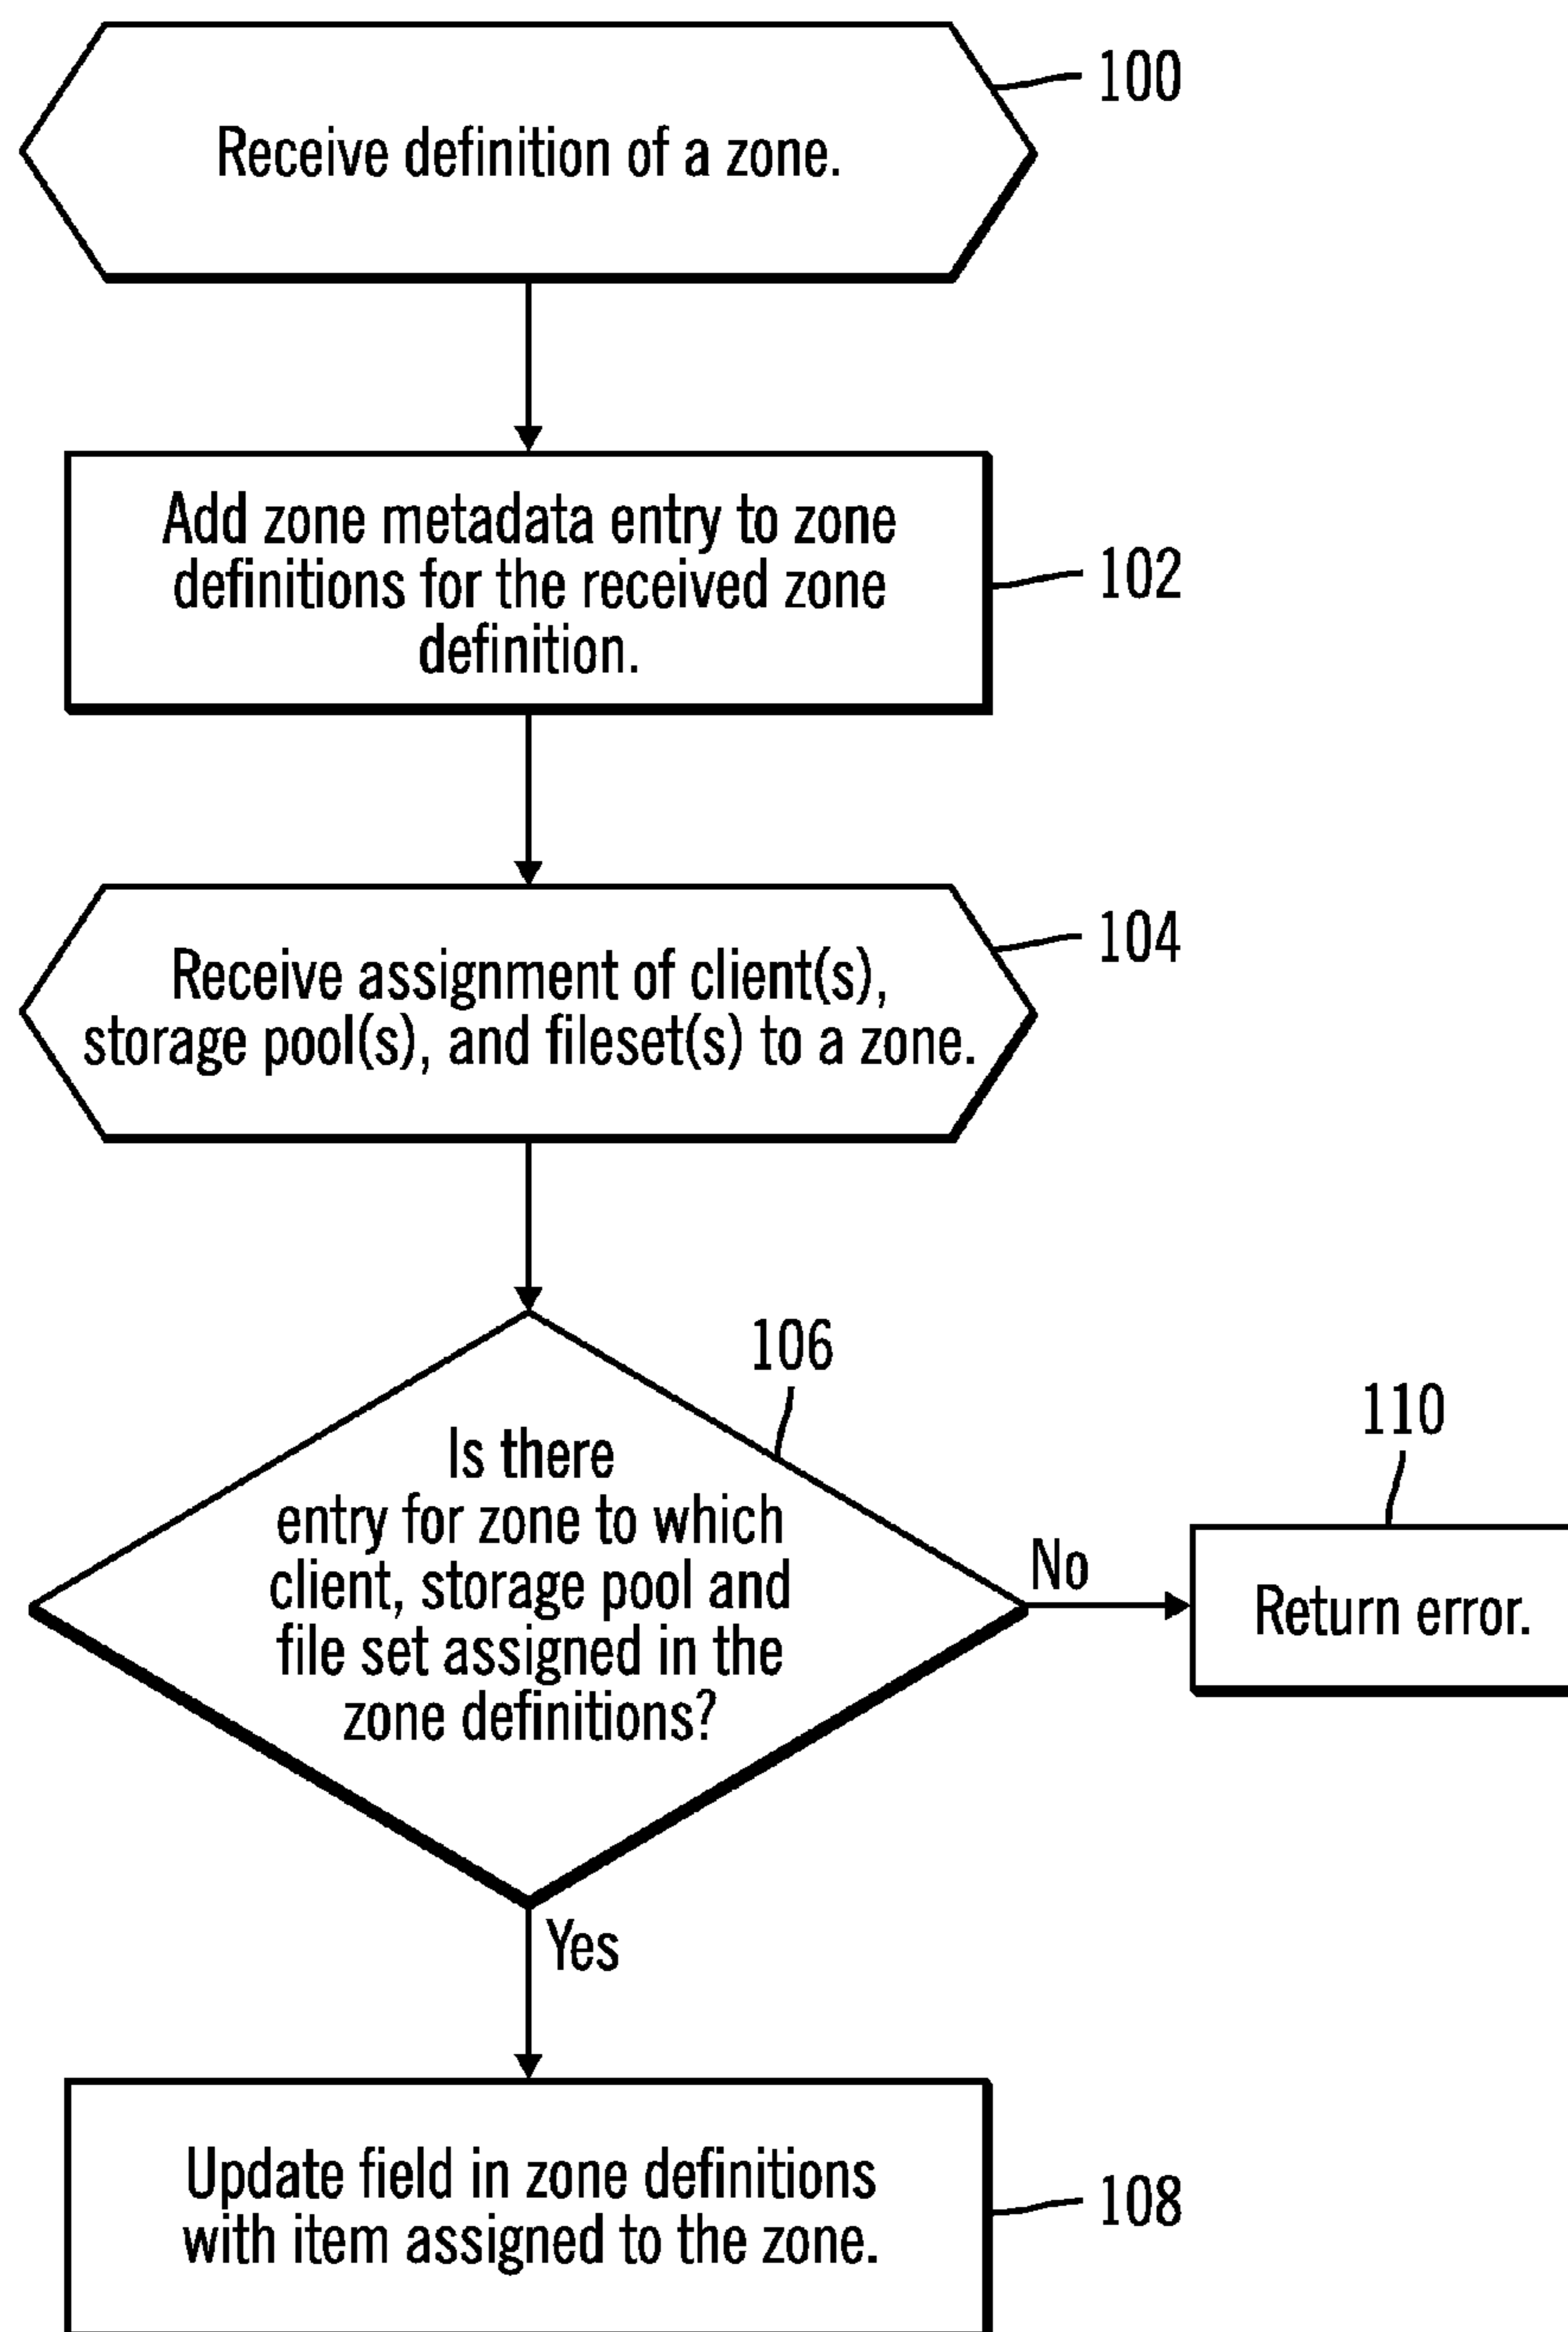 100
Receive definition of a zone.
Add zone metadata entry to zone
definitions for the received zone
definition.
102
104
Receive assignment of client(s),
storage pool(s), and fileset(s) to a zone.
106
Is there
entry for zone to which
client, storage pool and
file set assigned in the
zone definitions?
No
110
Return error.
Yes
Update field in zone definitions
with item assigned to the zone.
108